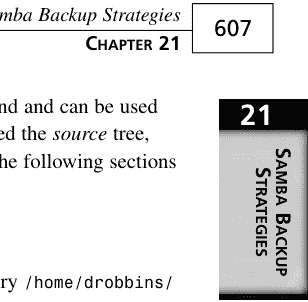 mba Backup Strategies
CHAPTER 21
607
nd and can be used
ed the source tree,
he following sections
21
SAMBA BACKUP
STRATEGIES
ry /home/drobbins/